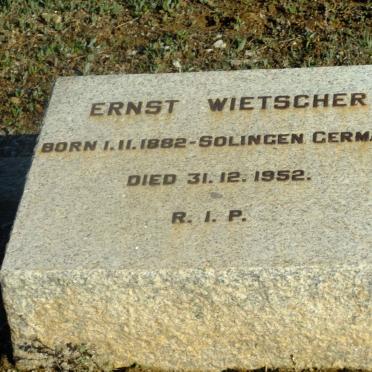 ERNST WIETSCHER
BORN 1.11.1882-SOLINGEN GERMA
DIED 31.12.1952.
R. I. P.